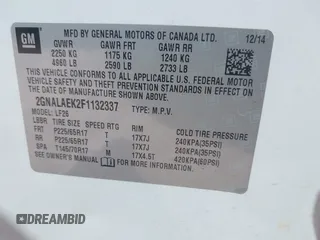 GM
MFD BY GENERAL MOTORS OF CANADA LTD.
12/14
GVWR GAWR FRT GAWR RR
2250 KG 1175 KG 1240 KG
4960 LB 2590 LB 2733 LB
THIS VEHICLE CONFORMS TO ALL APPLICABLE U.S. FEDERAL MOTOR
VEHICLE SAFETY, BUMPER, AND THEFT PREVENTION STANDARDS
IN EFFECT ON THE DATE OF MANUFACTURE SHOWN ABOVE.
2GNALAEK2F1132337 TYPE: M.P.V.
MODEL: LF26
TIRE SIZE SPEED RTG R/M COLD TIRE PRESSURE
FRT P225/65R17 T 17X7J 240KPA(35PSI)
RR P225/65R17 T 17X7J 240KPA(35PSI)
SPA T145/70R17 M 17X4.5T 420KPA(60PSI)
SEE OWNER'S MANUAL FOR ADDITIONAL INFORMATION.
DREAMBID